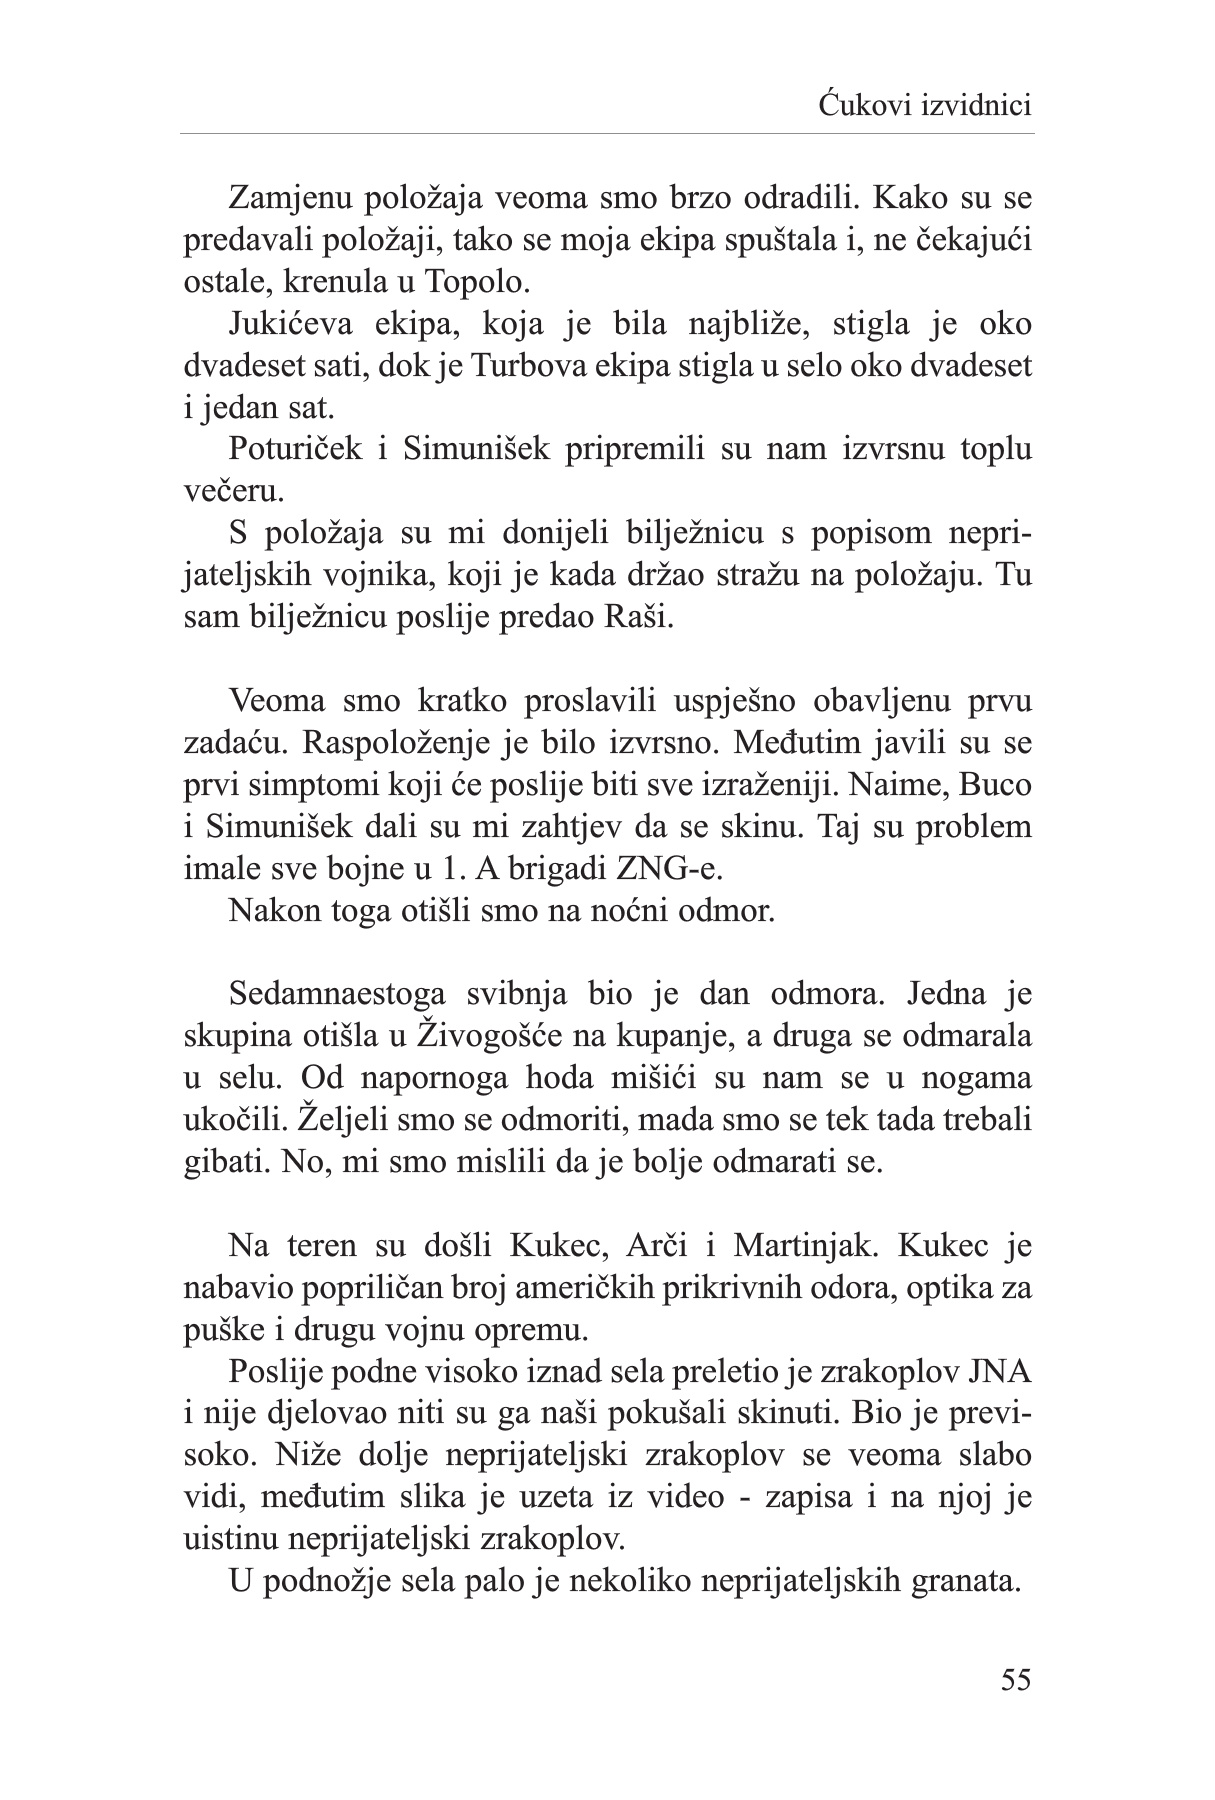 Ćukovi izvidnici
Zamjenu položaja veoma smo brzo odradili. Kako su se
predavali položaji, tako se moja ekipa spuštala i, ne čekajući
ostale, krenula u Topolo.
Jukićeva ekipa, koja je bila najbliže, stigla je oko
dvadeset sati, dok je Turbova ekipa stigla u selo oko dvadeset
i jedan sat.
Poturiček i Simunišek pripremili su nam izvrsnu toplu
večeru.
S položaja su mi donijeli bilježnicu s popisom nepri-
jateljskih vojnika, koji je kada držao stražu na položaju. Tu
sam bilježnicu poslije predao Raši.
Veoma smo kratko proslavili uspješno obavljenu prvu
zadaću. Raspoloženje je bilo izvrsno. Međutim javili su se
prvi simptomi koji će poslije biti sve izraženiji. Naime, Buco
i Simunišek dali su mi zahtjev da se skinu. Taj su problem
imale sve bojne u 1. A brigadi ZNG-e.
Nakon toga otišli smo na noćni odmor.
Sedamnaestoga svibnja bio je dan odmora. Jedna je
skupina otišla u Živogošće na kupanje, a druga se odmarala
u selu. Od napornoga hoda mišići su nam se u nogama
ukočili. Željeli smo se odmoriti, mada smo se tek tada trebali
gibati. No, mi smo mislili da je bolje odmarati se.
Na teren su došli Kukec, Arči i Martinjak. Kukec je
nabavio popriličan broj američkih prikrivnih odora, optika za
puške i drugu vojnu opremu.
Poslije podne visoko iznad sela preletio je zrakoplov JNA
i nije djelovao niti su ga naši pokušali skinuti. Bio je previ-
soko. Niže dolje neprijateljski zrakoplov se veoma slabo
vidi, međutim slika je uzeta iz video - zapisa i na njoj je
uistinu neprijateljski zrakoplov.
U podnožje sela palo je nekoliko neprijateljskih granata.
55